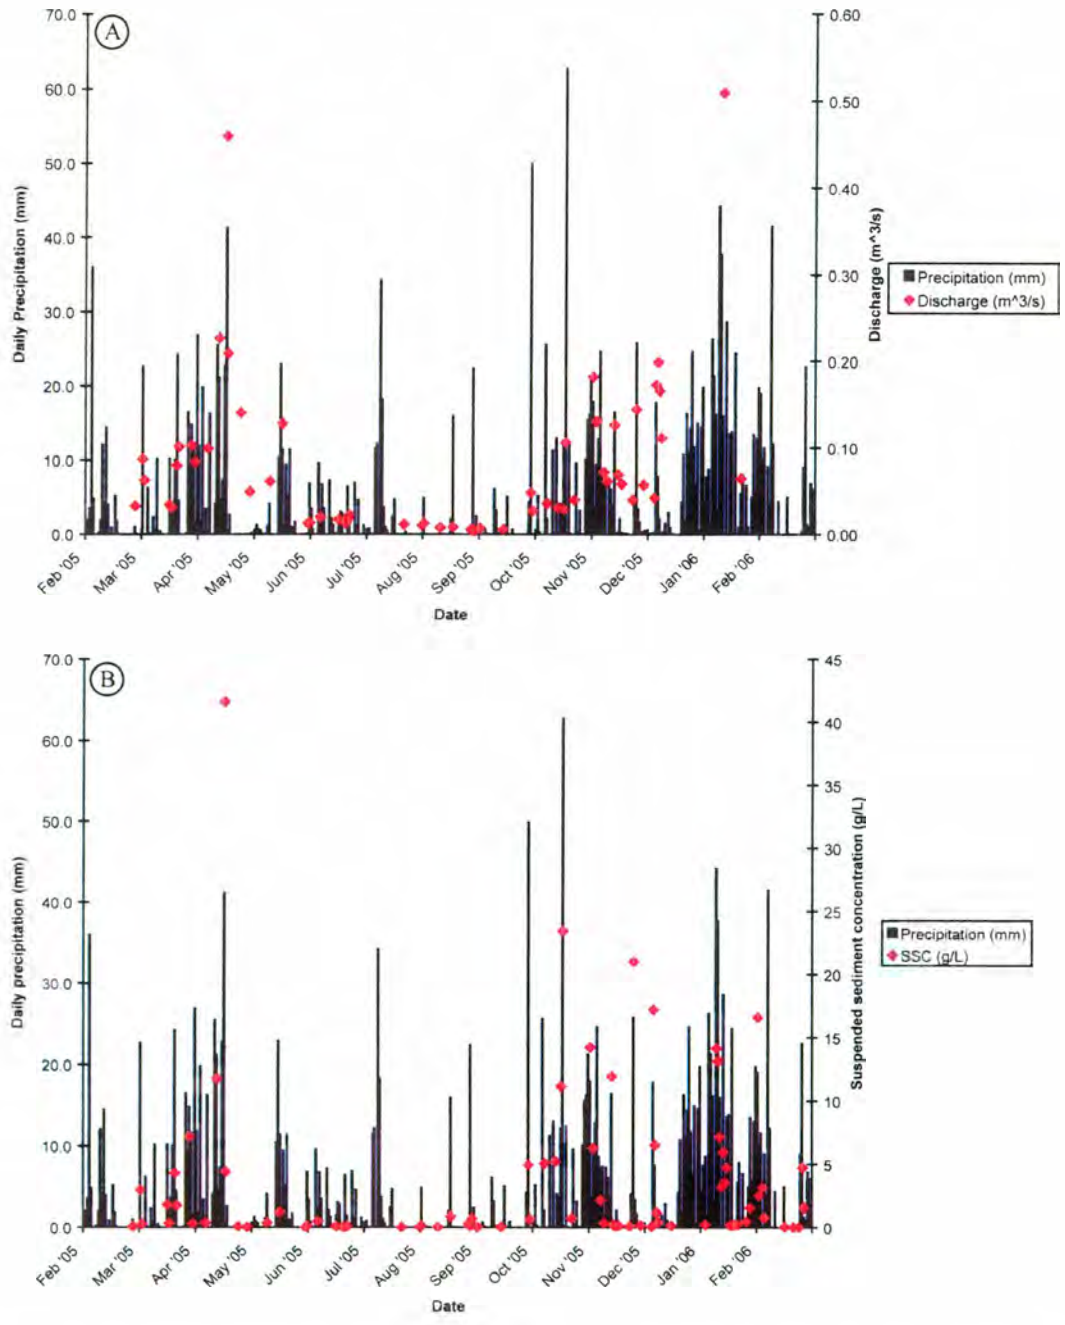 A
70.0
60.0
50.0
40.0
30.0
20.0
10.0
0.0
Daily Precipitation (mm)
0.60
0.50
0.40
0.30
0.20
0.10
0.00
Discharge (m^3/s)
Precipitation (mm)
Discharge (m^3/s)
Feb '05
Mar '05
Apr '05
May '05
Jun '05
Jul '05
Aug '05
Sep '05
Oct '05
Nov '05
Dec '05
Jan '06
Feb '06
Date
B
70.0
60.0
50.0
40.0
30.0
20.0
10.0
0.0
Daily precipitation (mm)
45
40
35
30
25
20
15
10
5
0
Suspended sediment concentration (g/L)
Precipitation (mm)
SSC (g/L)
Feb '05
Mar '05
Apr '05
May '05
Jun '05
Jul '05
Aug '05
Sep '05
Oct '05
Nov '05
Dec '05
Jan '06
Feb '06
Date